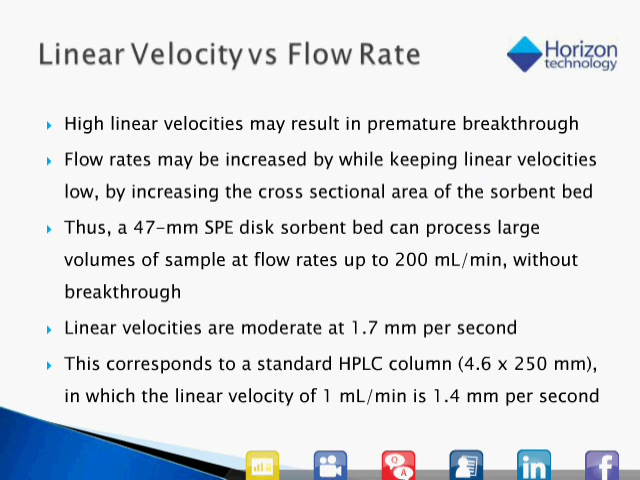 Linear Velocity vs Flow Rate
Horizon
technology
High linear velocities may result in premature breakthrough
Flow rates may be increased by while keeping linear velocities
low, by increasing the cross sectional area of the sorbent bed
Thus, a 47-mm SPE disk sorbent bed can process large
volumes of sample at flow rates up to 200 mL/min, without
breakthrough
Linear velocities are moderate at 1.7 mm per second
This corresponds to a standard HPLC column (4.6 x 250 mm),
in which the linear velocity of 1 mL/min is 1.4 mm per second
Q
A
in
f